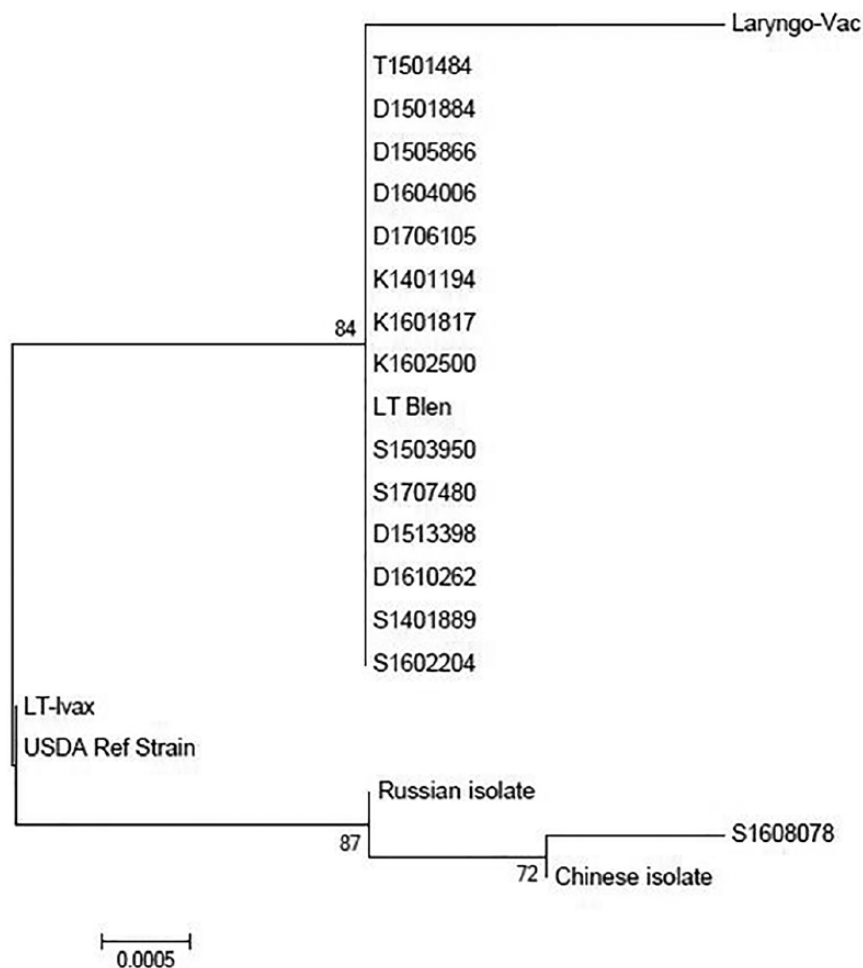 Laryngo-Vac
T1501484
D1501884
D1505866
D1604006
D1706105
K1401194
84
K1601817
K1602500
LT Blen
S1503950
S1707480
D1513398
D1610262
S1401889
S1602204
LT-Ivax
USDA Ref Strain
Russian isolate
87
S1608078
72
Chinese isolate
0.0005